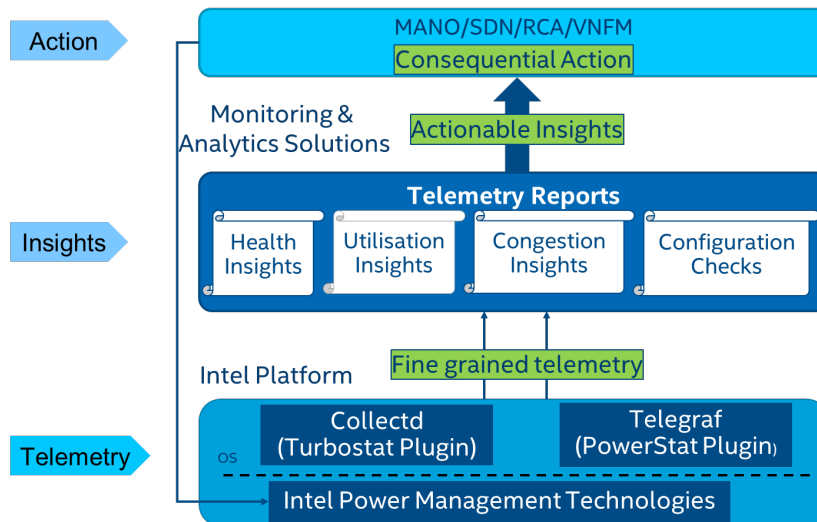 Action
MANO/SDN/RCA/VNFM
Consequential Action
Monitoring &
Analytics Solutions
Actionable Insights
Insights
Telemetry Reports
Health
Insights
Utilisation
Insights
Congestion
Insights
Configuration
Checks
Intel Platform
Fine grained telemetry
Telemetry
Collectd
(Turbostat Plugin)
Telegraf
(PowerStat Plugin)
OS
Intel Power Management Technologies